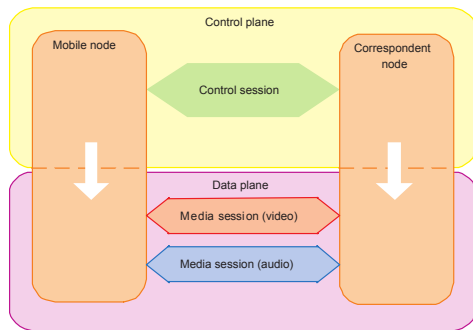 Control plane
Mobile node
Correspondent
node
Control session
Data plane
Media session (video)
Media session (audio)